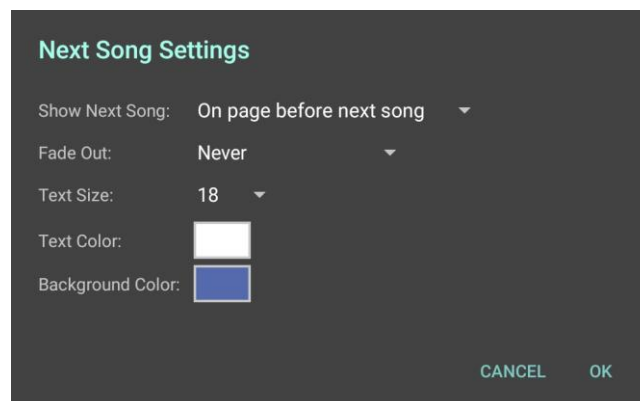 Next Song Settings
Show Next Song: On page before next song
Fade Out: Never
Text Size: 18
Text Color:
Background Color:
CANCEL OK